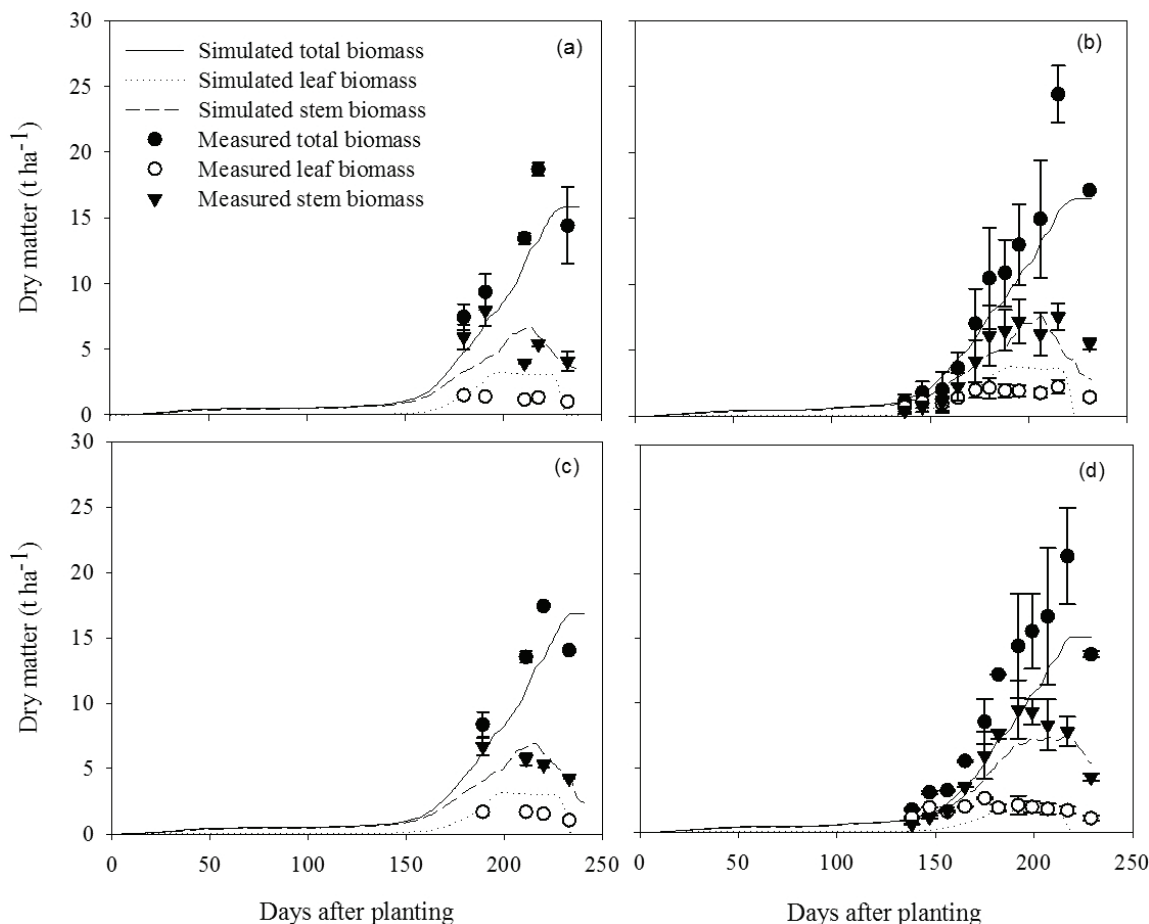 30
25
20
15
10
5
0
Dry matter (t ha⁻¹)
Simulated total biomass
Simulated leaf biomass
Simulated stem biomass
Measured total biomass
Measured leaf biomass
Measured stem biomass
(a)
(b)
30
25
20
15
10
5
0
Dry matter (t ha⁻¹)
(c)
(d)
0 50 100 150 200 250
0 50 100 150 200 250
Days after planting
Days after planting